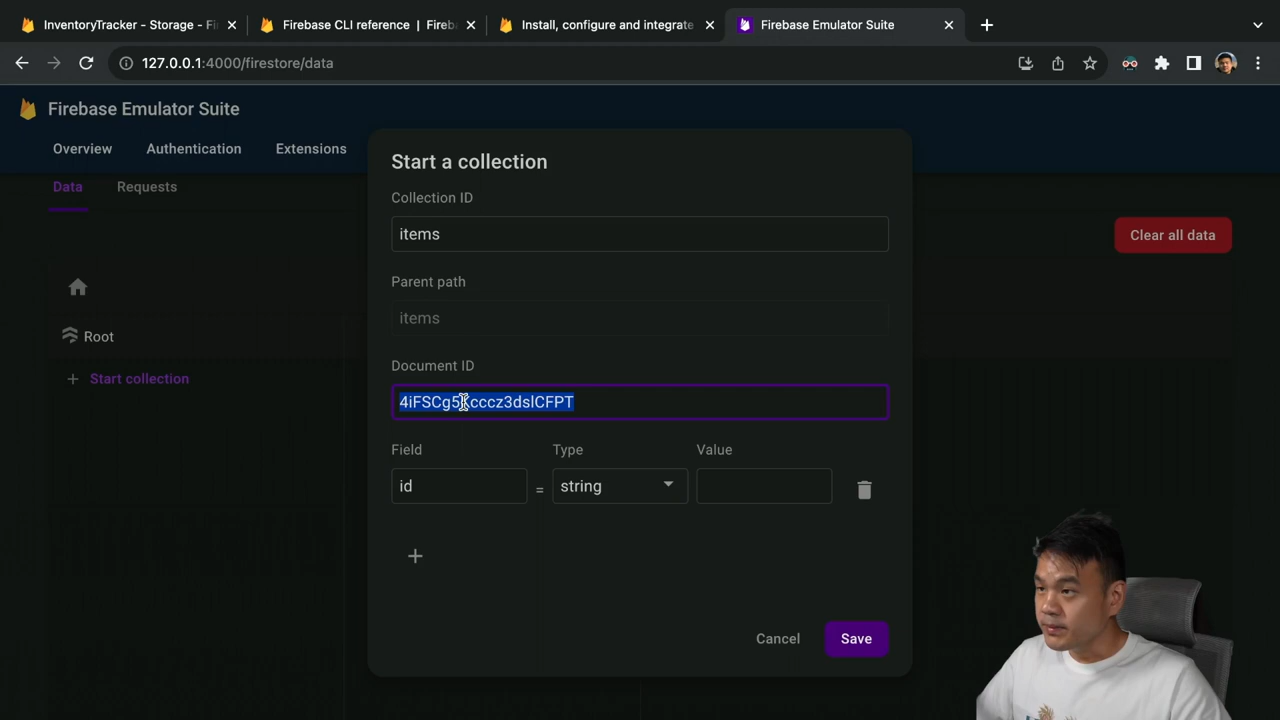 InventoryTracker - Storage - Fi
Firebase CLI reference | Fireb
Install, configure and integrate
Firebase Emulator Suite
127.0.0.1:4000/firestore/data
Firebase Emulator Suite
Overview
Authentication
Extensions
Data
Requests
Clear all data
Root
+ Start collection
Start a collection
Collection ID
items
Parent path
items
Document ID
Field
Type
Value
id
=
string
+
Cancel
Save